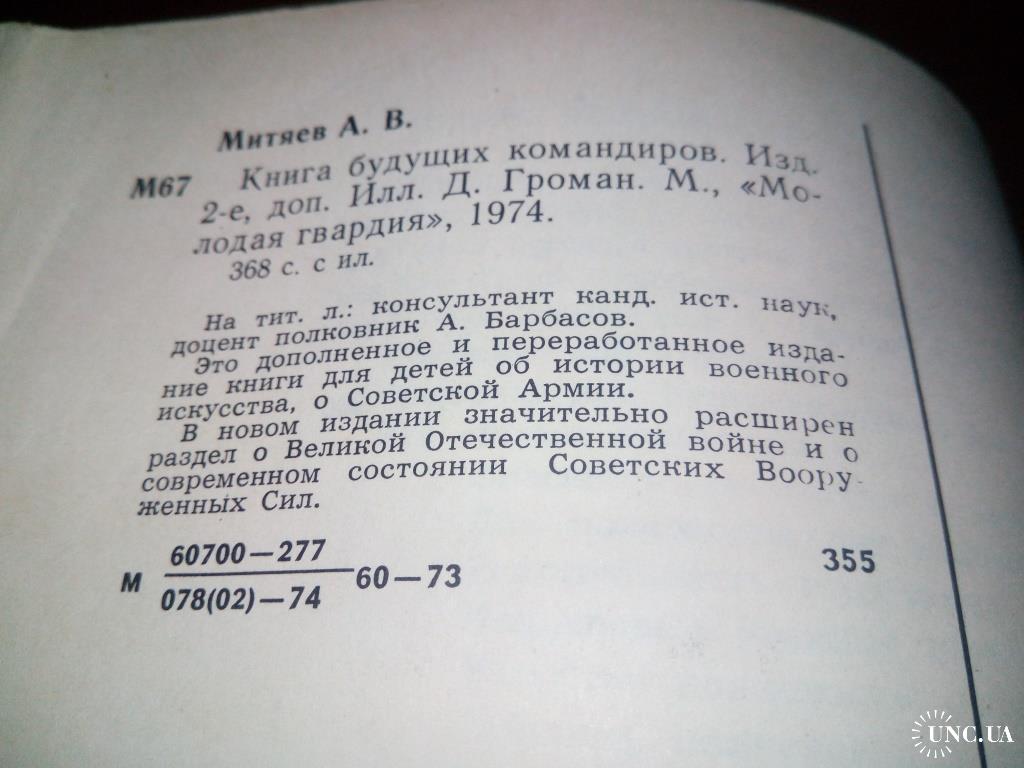 Митяев А. В.
М67 Книга будущих командиров. Изд.
2-е, доп. Илл. Д. Громан. М., «Мо-
лодая гвардия», 1974.
368 с. с ил.
На тит. л.: консультант канд. ист. наук,
доцент полковник А. Барбасов.
Это дополненное и переработанное изда-
ние книги для детей об истории военного
искусства, о Советской Армии.
В новом издании значительно расширен
раздел о Великой Отечественной войне и о
современном состоянии Советских Воору-
женных Сил.
60700—277
М 60—73 355
078(02)—74
UNC.UA